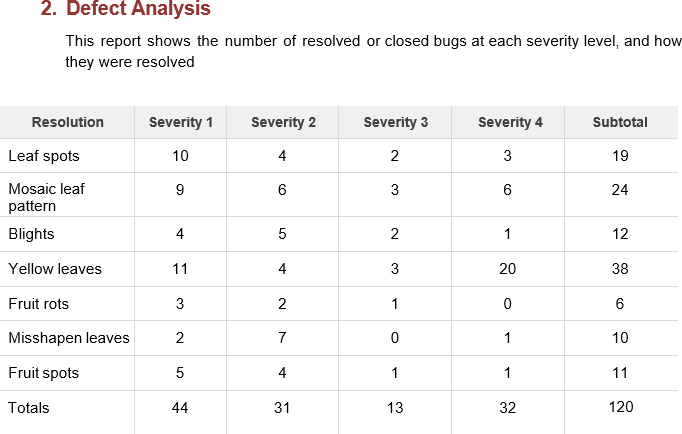 2. Defect Analysis
This report shows the number of resolved or closed bugs at each severity level, and how
they were resolved
Resolution Severity 1 Severity 2 Severity 3 Severity 4 Subtotal
Leaf spots 10 4 2 3 19
Mosaic leaf
pattern 9 6 3 6 24
Blights 4 5 2 1 12
Yellow leaves 11 4 3 20 38
Fruit rots 3 2 1 0 6
Misshapen leaves 2 7 0 1 10
Fruit spots 5 4 1 1 11
Totals 44 31 13 32 120